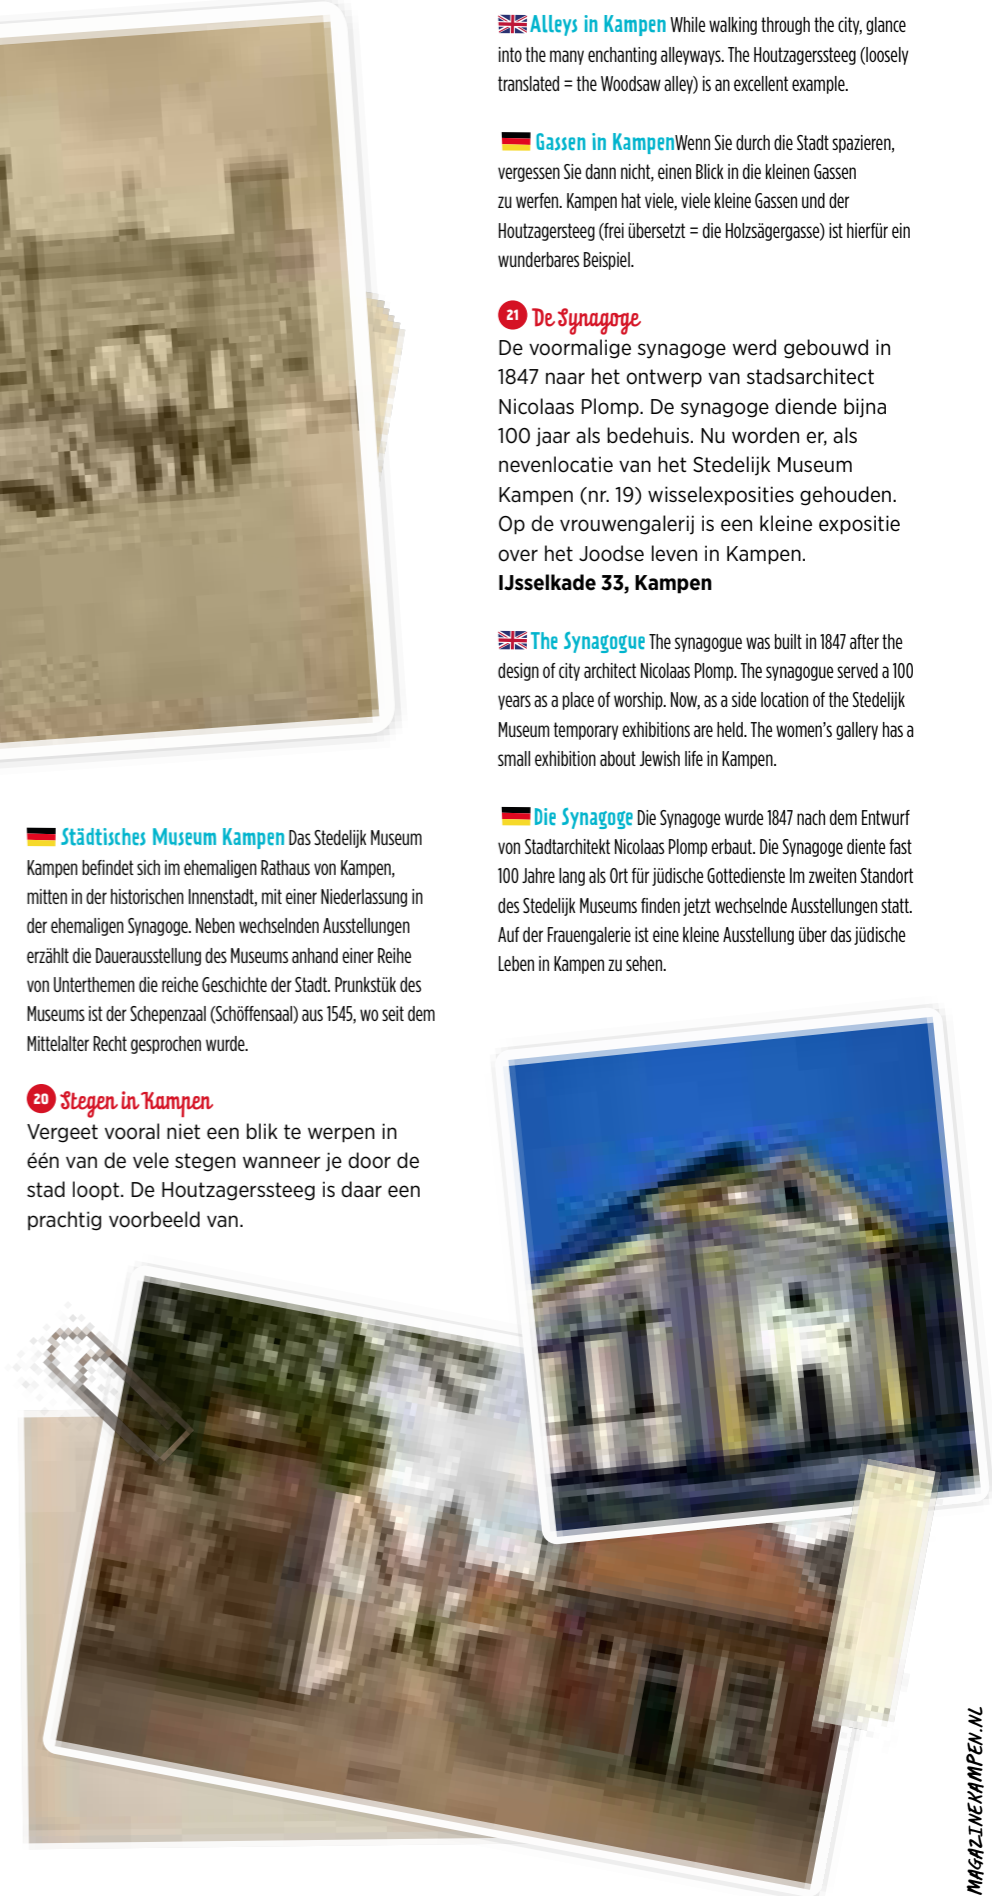 Städtisches Museum Kampen Das Stedelijk Museum
Kampen befindet sich im ehemaligen Rathaus von Kampen,
mitten in der historischen Innenstadt, mit einer Niederlassung in
der ehemaligen Synagoge. Neben wechselnden Ausstellungen
erzählt die Dauerausstellung des Museums anhand einer Reihe
von Unterthemen die reiche Geschichte der Stadt. Prunkstük des
Museums ist der Schepenzaal (Schöffensaal) aus 1545, wo seit dem
Mittelalter Recht gesprochen wurde.
20 Stegen in Kampen
Vergeet vooral niet een blik te werpen in
één van de vele stegen wanneer je door de
stad loopt. De Houtzagerssteeg is daar een
prachtig voorbeeld van.
Alleys in Kampen While walking through the city, glance
into the many enchanting alleyways. The Houtzagerssteeg (loosely
translated = the Woodsaw alley) is an excellent example.
Gassen in KampenWenn Sie durch die Stadt spazieren,
vergessen Sie dann nicht, einen Blick in die kleinen Gassen
zu werfen. Kampen hat viele, viele kleine Gassen und der
Houtzagersteeg (frei übersetzt = die Holzsägergasse) ist hierfür ein
wunderbares Beispiel.
21 De Synagoge
De voormalige synagoge werd gebouwd in
1847 naar het ontwerp van stadsarchitect
Nicolaas Plomp. De synagoge diende bijna
100 jaar als bedehuis. Nu worden er, als
nevenlocatie van het Stedelijk Museum
Kampen (nr. 19) wisselexposities gehouden.
Op de vrouwengalerij is een kleine expositie
over het Joodse leven in Kampen.
IJsselkade 33, Kampen
The Synagogue The synagogue was built in 1847 after the
design of city architect Nicolaas Plomp. The synagogue served a 100
years as a place of worship. Now, as a side location of the Stedelijk
Museum temporary exhibitions are held. The women's gallery has a
small exhibition about Jewish life in Kampen.
Die Synagoge Die Synagoge wurde 1847 nach dem Entwurf
von Stadtarchitekt Nicolaas Plomp erbaut. Die Synagoge diente fast
100 Jahre lang als Ort für jüdische Gottedienste Im zweiten Standort
des Stedelijk Museums finden jetzt wechselnde Ausstellungen statt.
Auf der Frauengalerie ist eine kleine Ausstellung über das jüdische
Leben in Kampen zu sehen.
MAGAZINEKAMPEN.NL